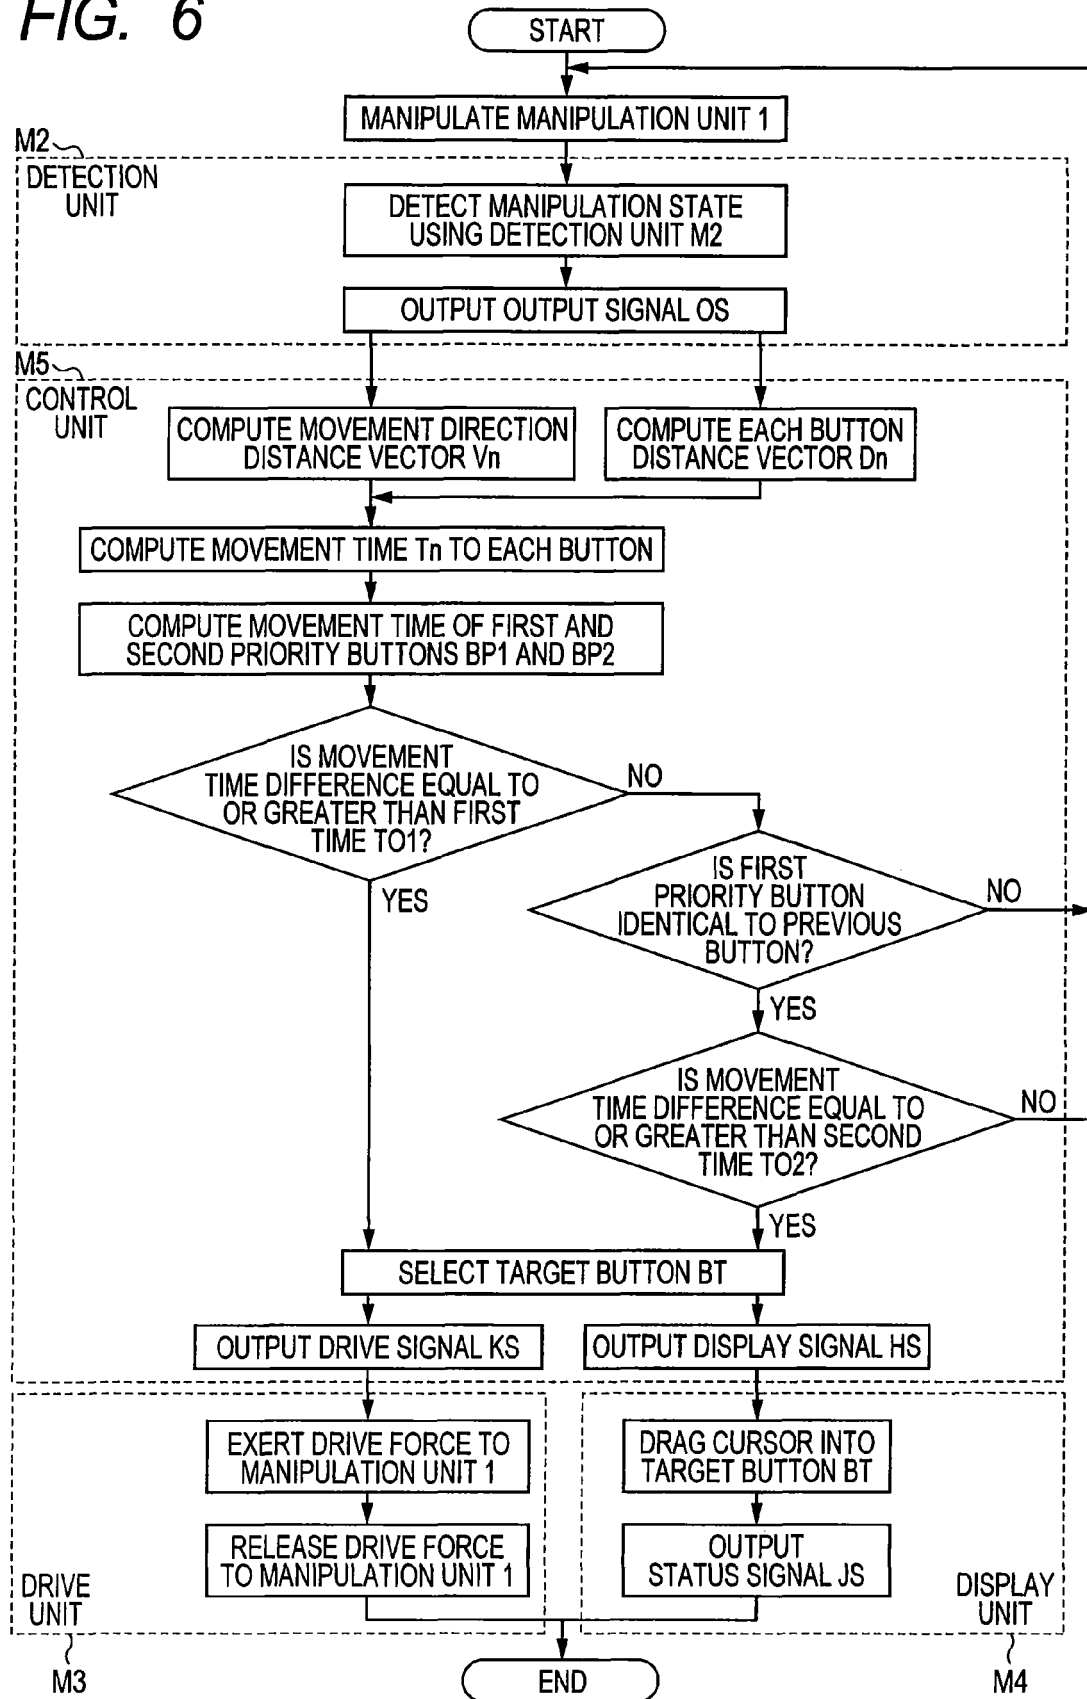 FIG. 6
START
MANIPULATE MANIPULATION UNIT 1
M2
DETECTION
UNIT
DETECT MANIPULATION STATE
USING DETECTION UNIT M2
OUTPUT OUTPUT SIGNAL OS
M5
CONTROL
UNIT
COMPUTE MOVEMENT DIRECTION
DISTANCE VECTOR Vn
COMPUTE EACH BUTTON
DISTANCE VECTOR Dn
COMPUTE MOVEMENT TIME Tn TO EACH BUTTON
COMPUTE MOVEMENT TIME OF FIRST AND
SECOND PRIORITY BUTTONS BP1 AND BP2
IS MOVEMENT
TIME DIFFERENCE EQUAL TO
OR GREATER THAN FIRST
TIME TO1?
NO
YES
IS FIRST
PRIORITY BUTTON
IDENTICAL TO PREVIOUS
BUTTON?
NO
YES
IS MOVEMENT
TIME DIFFERENCE EQUAL TO
OR GREATER THAN SECOND
TIME TO2?
NO
YES
SELECT TARGET BUTTON BT
OUTPUT DRIVE SIGNAL KS
OUTPUT DISPLAY SIGNAL HS
EXERT DRIVE FORCE TO
MANIPULATION UNIT 1
DRAG CURSOR INTO
TARGET BUTTON BT
RELEASE DRIVE FORCE
TO MANIPULATION UNIT 1
OUTPUT
STATUS SIGNAL JS
DRIVE
UNIT
DISPLAY
UNIT
M3
END
M4